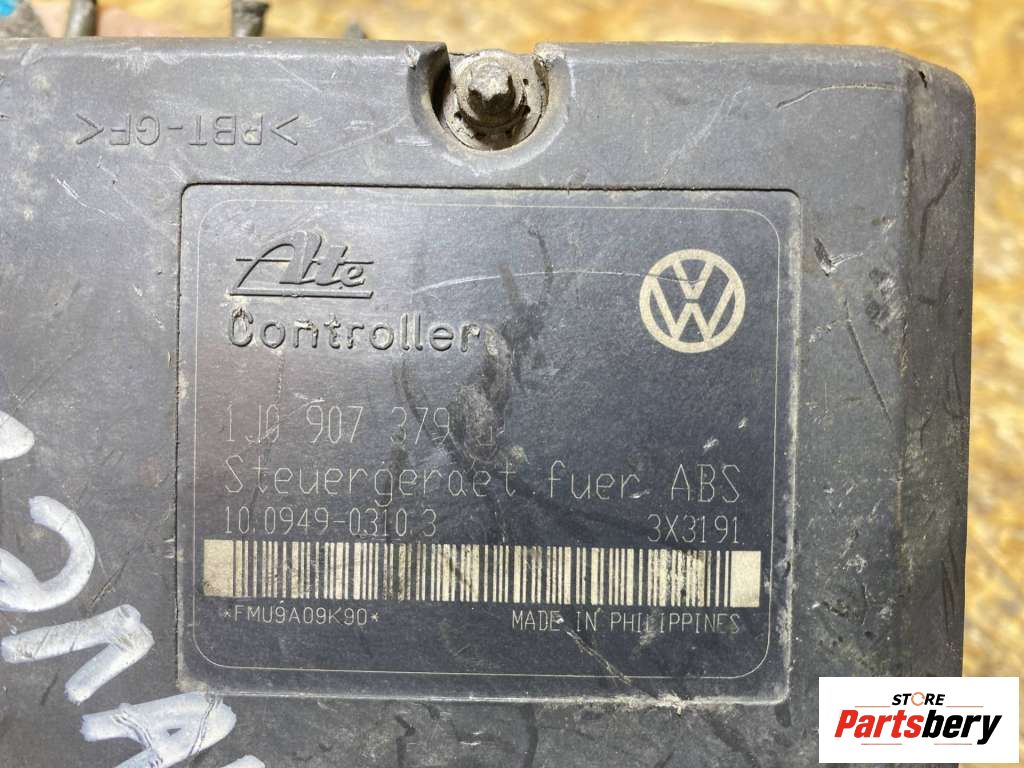 >PBT-GF<
Ate
Controller
1J0 907 379
Steuergeraet fuer ABS
10.0949-0310.3 3X3191
*FMU9A09K90*
MADE IN PHILIPPINES
STORE
Partsbery